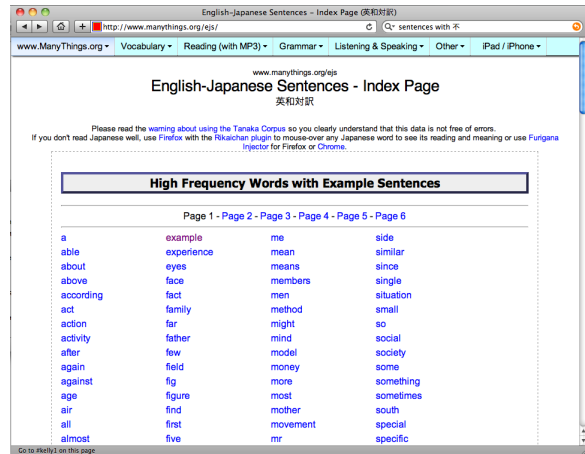 English-Japanese Sentences - Index Page (英和対訳)
http://www.manythings.org/ejs/
sentences with 不
www.ManyThings.org Vocabulary Reading (with MP3) Grammar Listening & Speaking Other iPad / iPhone
www.manythings.org/ejs
English-Japanese Sentences - Index Page
英和対訳
Please read the warning about using the Tanaka Corpus so you clearly understand that this data is not free of errors.
If you don't read Japanese well, use Firefox with the Rikaichan plugin to mouse-over any Japanese word to see its reading and meaning or use Furigana
Injector for Firefox or Chrome.
High Frequency Words with Example Sentences
Page 1 - Page 2 - Page 3 - Page 4 - Page 5 - Page 6
a example me side
able experience mean similar
about eyes means since
above face members single
according fact men situation
act family method small
action far might so
activity father mind social
after few model society
again field money some
against fig more something
age figure most sometimes
air find mother south
all first movement special
almost five mr specific
Go to #kelly1 on this page